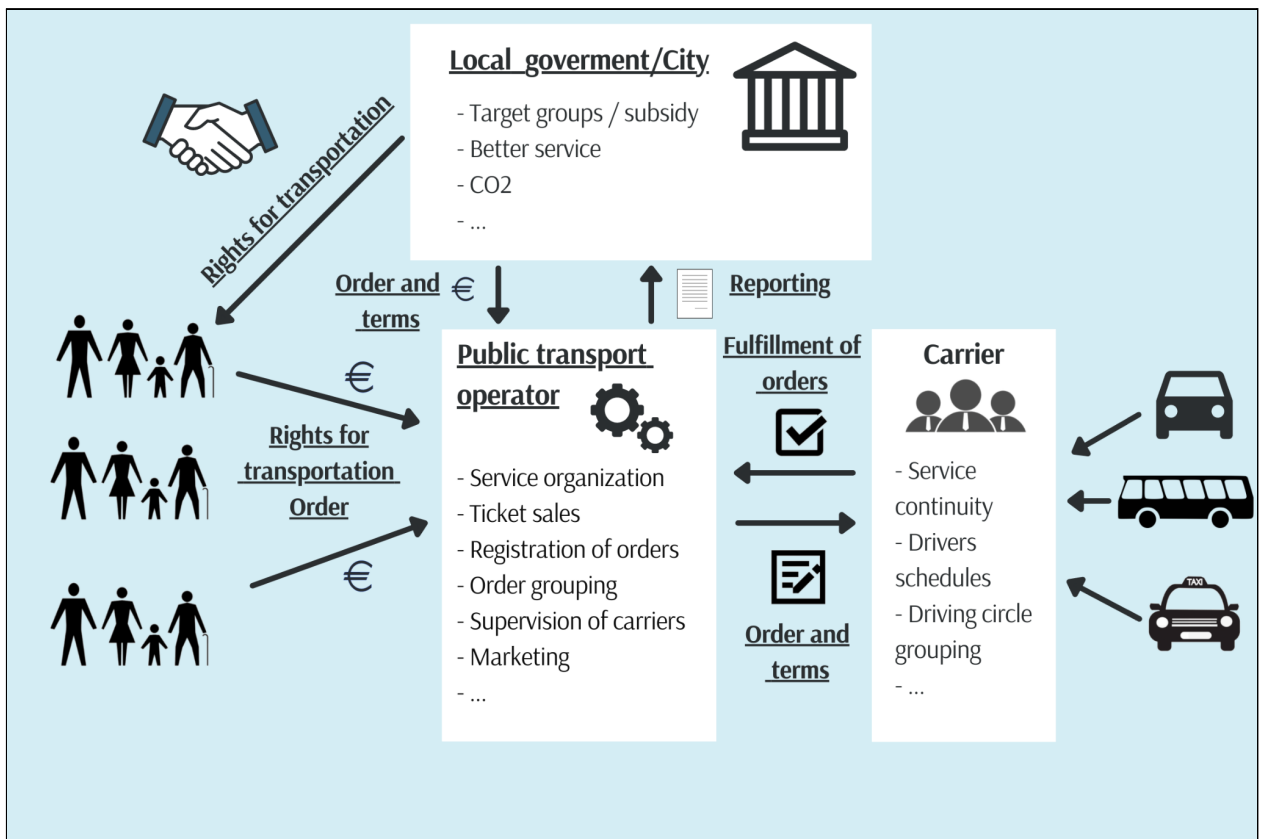 Local goverment/City
- Target groups / subsidy
- Better service
- CO2
- ...
Rights for transportation
Order and
terms
€
Reporting
€
Rights for
transportation
Order
€
Public transport
operator
- Service organization
- Ticket sales
- Registration of orders
- Order grouping
- Supervision of carriers
- Marketing
- ...
Fulfillment of
orders
Order and
terms
Carrier
- Service
continuity
- Drivers
schedules
- Driving circle
grouping
- ...
TAXI